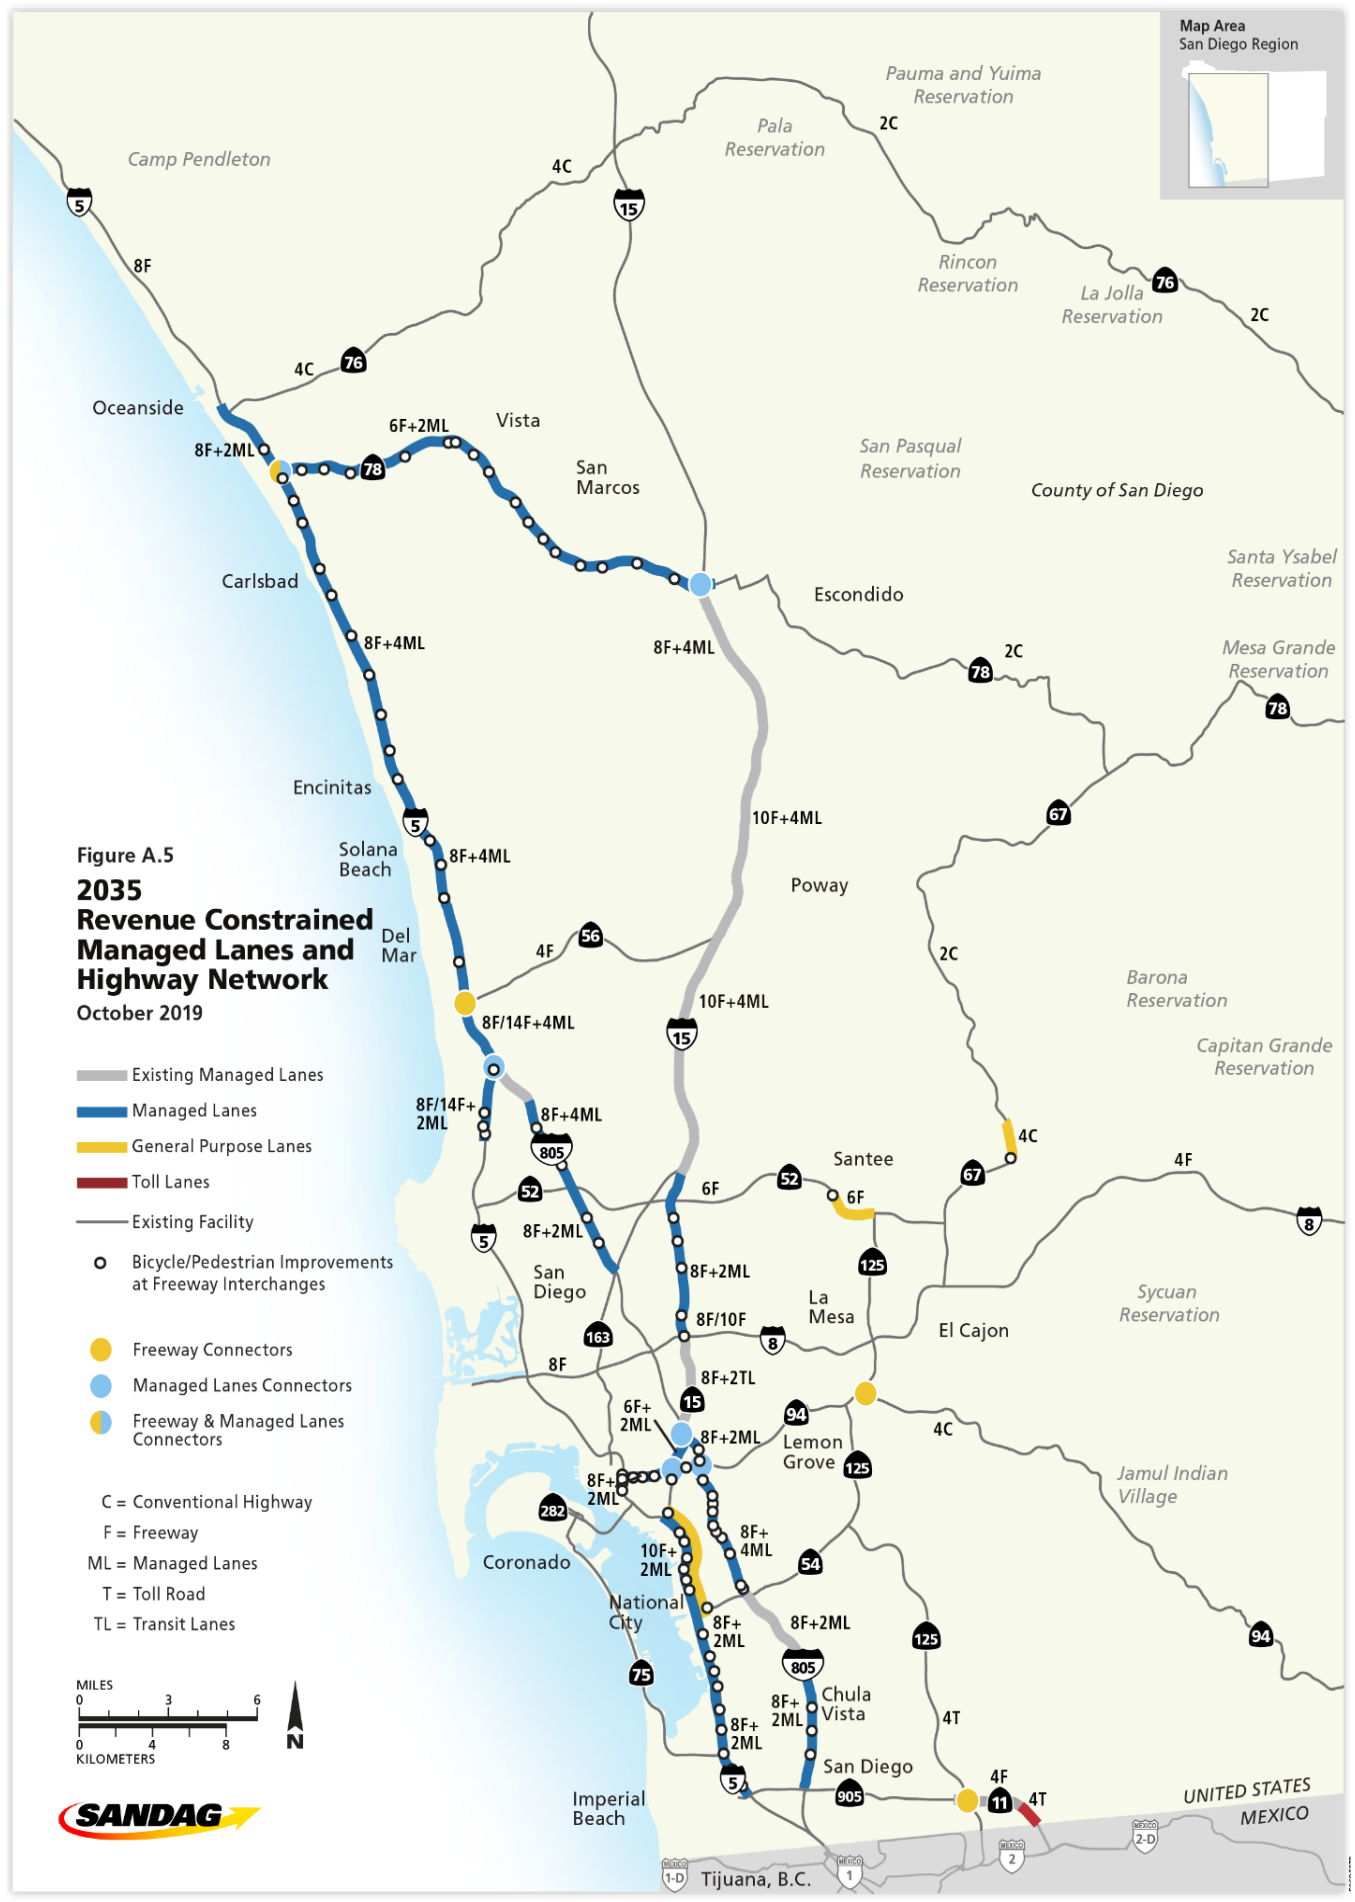 Map Area
San Diego Region
Pauma and Yuima
Reservation
2C
Pala
Reservation
Camp Pendleton
4C
5
15
8F
Rincon
Reservation
76
La Jolla
Reservation
2C
4C
76
Oceanside
Vista
6F+2ML
8F+2ML
78
San
Marcos
San Pasqual
Reservation
County of San Diego
Santa Ysabel
Reservation
Carlsbad
Escondido
8F+4ML
8F+4ML
2C
78
Mesa Grande
Reservation
78
Encinitas
10F+4ML
67
5
Solana
Beach
8F+4ML
Poway
Figure A.5
2035
Revenue Constrained
Managed Lanes and
Highway Network
October 2019
Del
Mar
4F
56
2C
Barona
Reservation
10F+4ML
8F/14F+4ML
15
Capitan Grande
Reservation
Existing Managed Lanes
Managed Lanes
General Purpose Lanes
Toll Lanes
Existing Facility
Bicycle/Pedestrian Improvements
at Freeway Interchanges
Freeway Connectors
Managed Lanes Connectors
Freeway & Managed Lanes
Connectors
C = Conventional Highway
F = Freeway
ML = Managed Lanes
T = Toll Road
TL = Transit Lanes
8F/14F+
2ML
8F+4ML
805
4C
Santee
4F
52
6F
52
6F
67
8
5
8F+2ML
125
San
Diego
8F+2ML
La
Mesa
Sycuan
Reservation
8F/10F
163
8
El Cajon
8F
8F+2TL
15
6F+
2ML
94
8F+2ML
4C
Lemon
Grove
125
Jamul Indian
Village
8F+
2ML
282
8F+
4ML
10F+
2ML
Coronado
54
National
City
8F+
2ML
8F+2ML
125
94
75
805
8F+
2ML
Chula
Vista
8F+
2ML
4T
San Diego
5
905
4F
11
4T
Imperial
Beach
UNITED STATES
MEXICO
MILES
0 3 6
0 4 8
KILOMETERS
N
SANDAG
MEXICO
1-D
Tijuana, B.C.
MEXICO
1
MEXICO
2
MEXICO
2-D